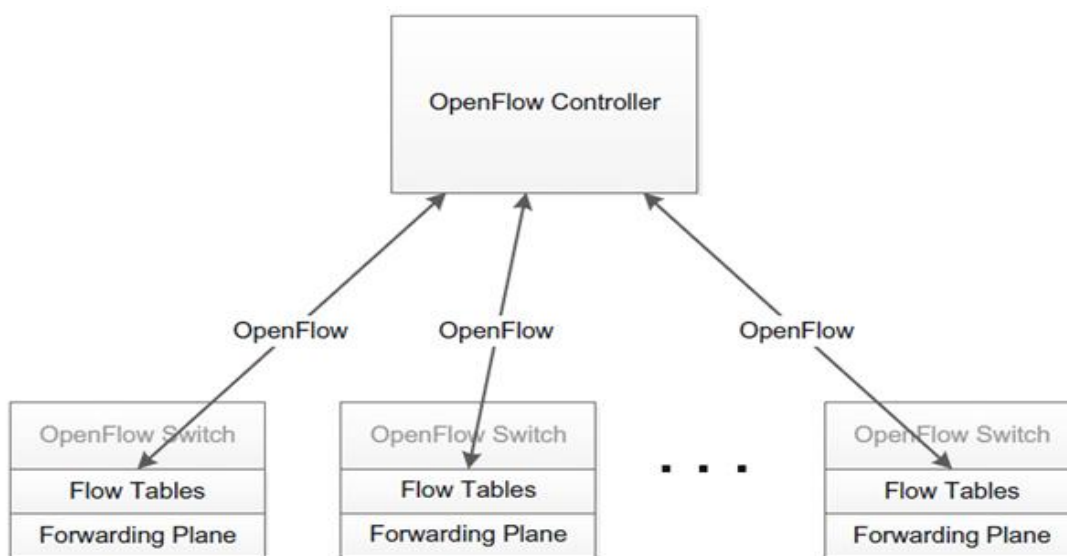 OpenFlow Controller
OpenFlow
OpenFlow
OpenFlow
OpenFlow Switch
OpenFlow Switch
OpenFlow Switch
Flow Tables
Flow Tables
Flow Tables
Forwarding Plane
Forwarding Plane
Forwarding Plane